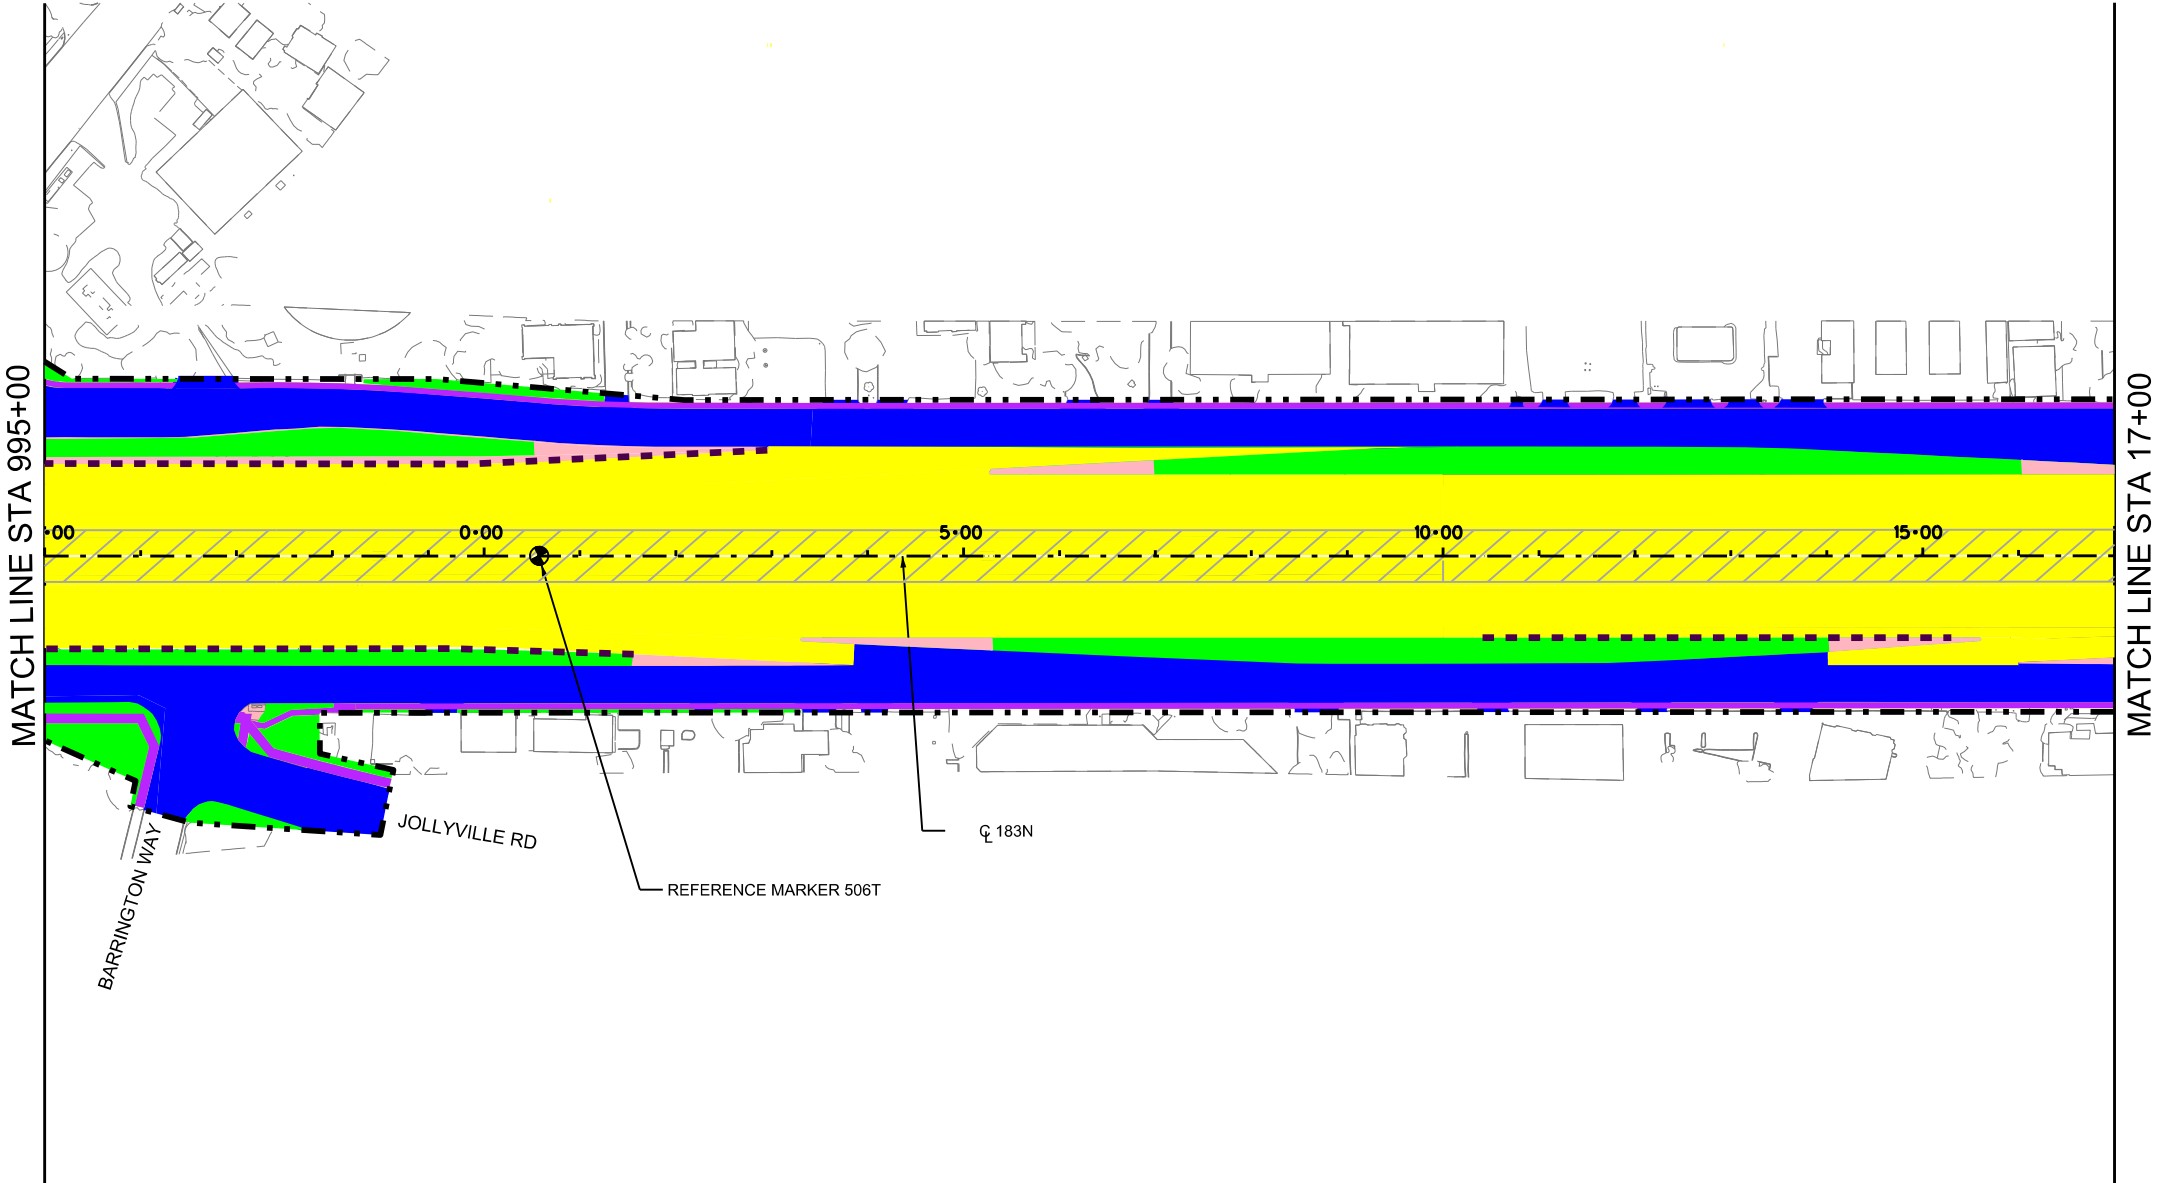 MATCH LINE STA 995+00
MATCH LINE STA 17+00
+00
0+00
5+00
10+00
15+00
℄ 183N
REFERENCE MARKER 506T
JOLLYVILLE RD
BARRINGTON WAY